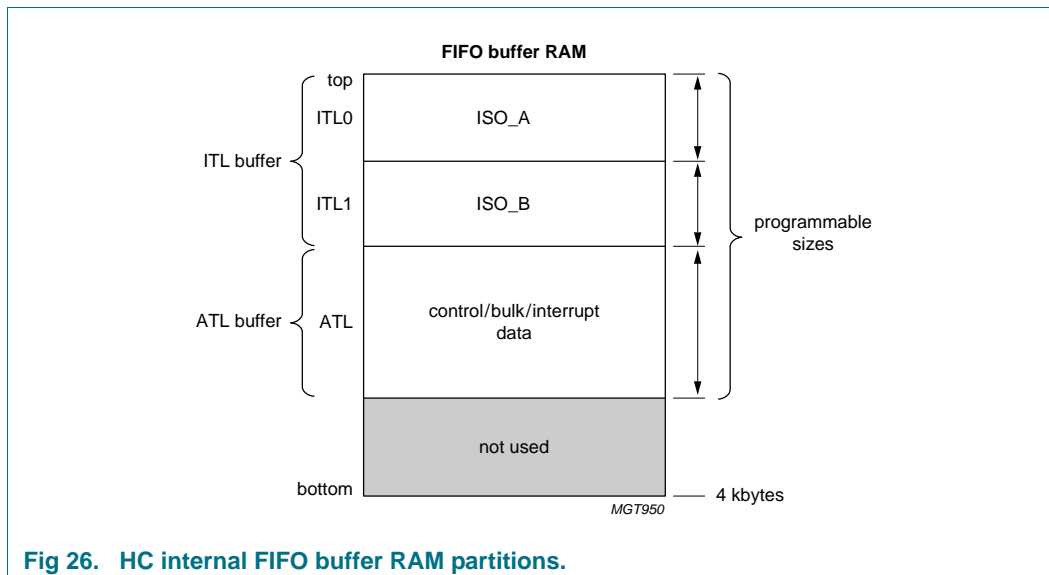 FIFO buffer RAM
top
ITL0
ISO_A
ITL buffer
ITL1
ISO_B
programmable
sizes
ATL buffer
ATL
control/bulk/interrupt
data
not used
bottom
4 kbytes
MGT950
Fig 26. HC internal FIFO buffer RAM partitions.